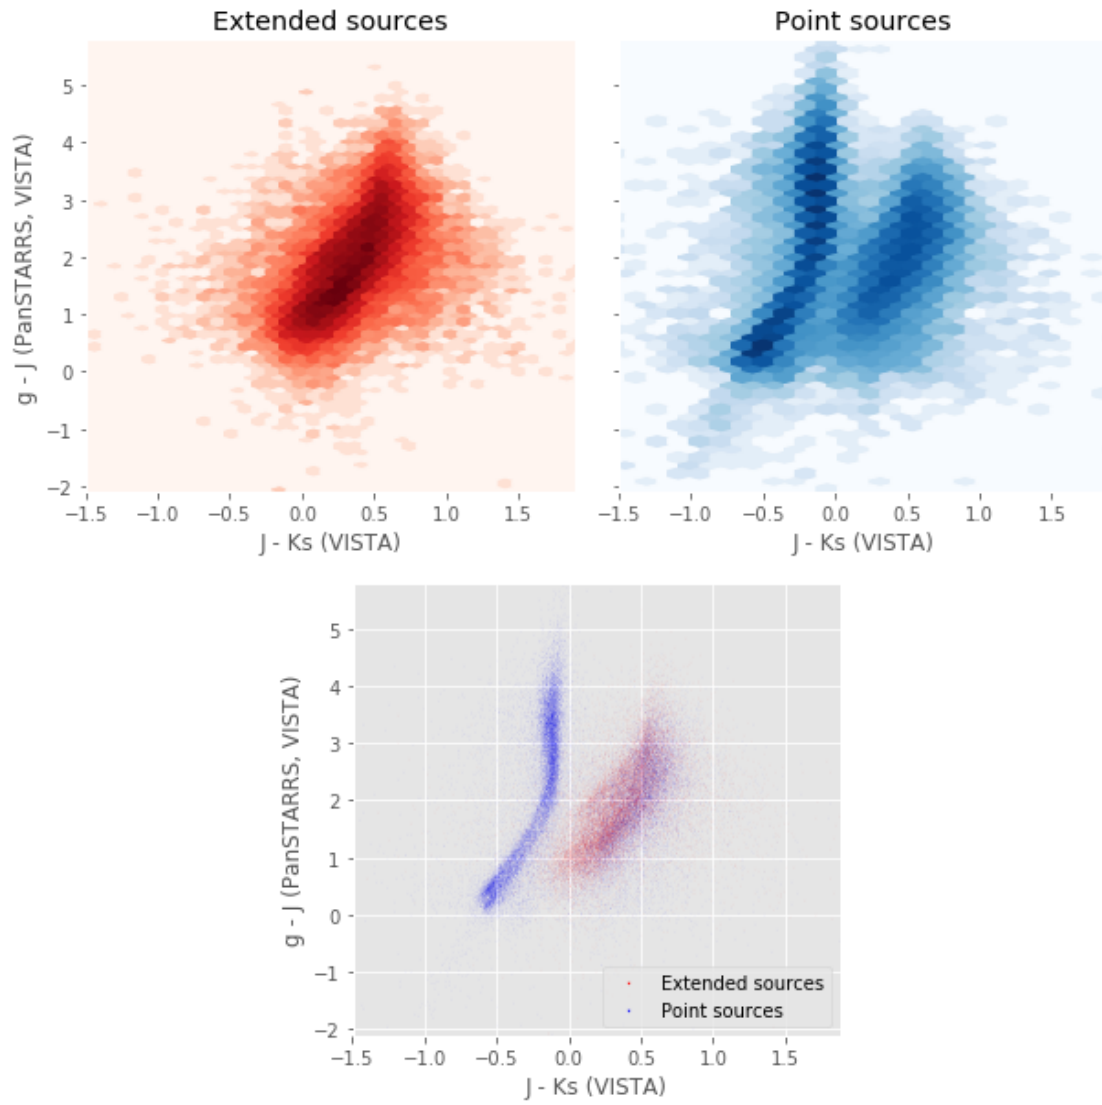 Extended sources
Point sources
g - J (PanSTARRS, VISTA)
5
4
3
2
1
0
−1
−2
−1.5 −1.0 −0.5 0.0 0.5 1.0 1.5
−1.5 −1.0 −0.5 0.0 0.5 1.0 1.5
J - Ks (VISTA)
J - Ks (VISTA)
g - J (PanSTARRS, VISTA)
5
4
3
2
1
0
−1
−2
Extended sources
Point sources
−1.5 −1.0 −0.5 0.0 0.5 1.0 1.5
J - Ks (VISTA)